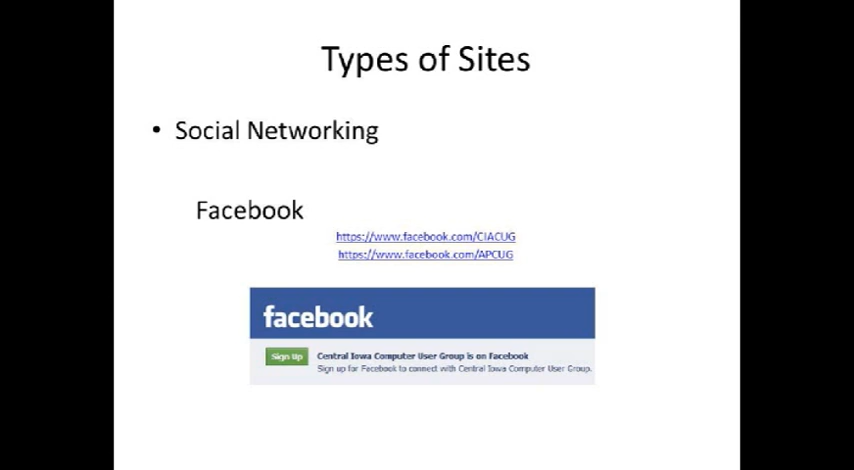 Types of Sites
• Social Networking
Facebook
https://www.facebook.com/CIACUG
https://www.facebook.com/APCUG
facebook
Sign Up Central Iowa Computer User Group is on Facebook
Sign up for Facebook to connect with Central Iowa Computer User Group.